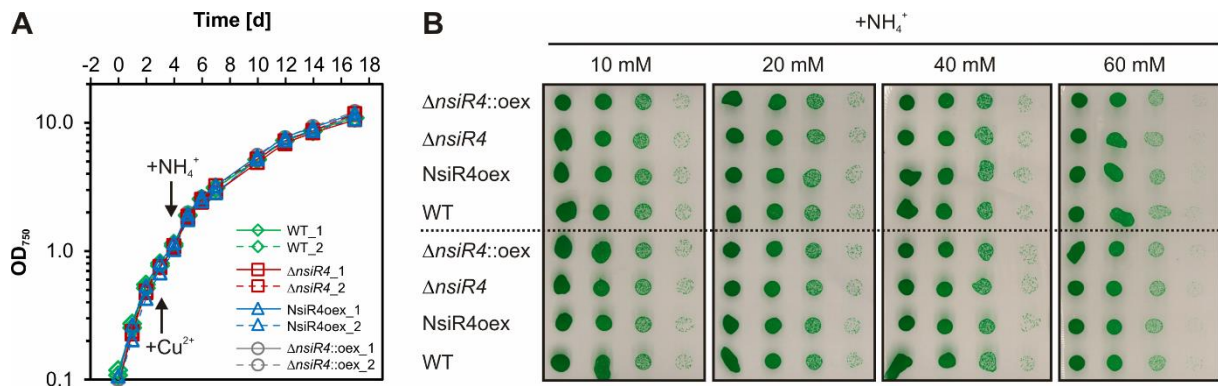 A
Time [d]
-2 0 2 4 6 8 10 12 14 16 18
10.0
1.0
0.1
OD750
+NH4+
+Cu2+
WT_1
WT_2
ΔnsiR4_1
ΔnsiR4_2
NsiR4oex_1
NsiR4oex_2
ΔnsiR4::oex_1
ΔnsiR4::oex_2
B
+NH4+
10 mM 20 mM 40 mM 60 mM
ΔnsiR4::oex
ΔnsiR4
NsiR4oex
WT
ΔnsiR4::oex
ΔnsiR4
NsiR4oex
WT